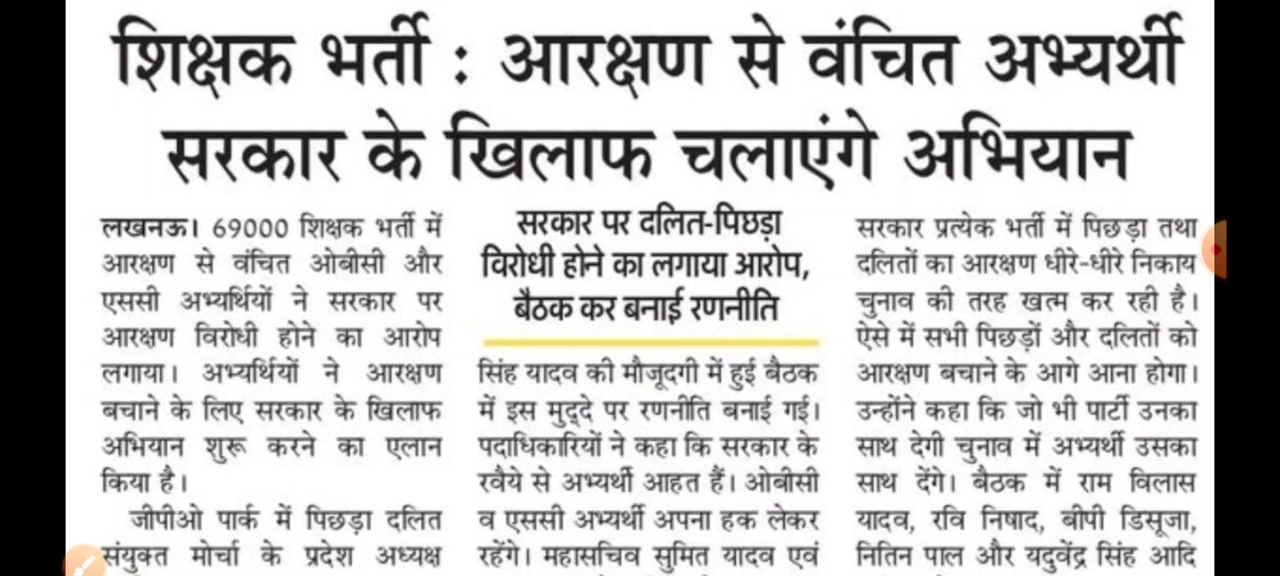 शिक्षक भर्ती : आरक्षण से वंचित अभ्यर्थी
सरकार के खिलाफ चलाएंगे अभियान
लखनऊ। 69000 शिक्षक भर्ती में
आरक्षण से वंचित ओबीसी और
एससी अभ्यर्थियों ने सरकार पर
आरक्षण विरोधी होने का आरोप
लगाया। अभ्यर्थियों ने आरक्षण
बचाने के लिए सरकार के खिलाफ
अभियान शुरू करने का एलान
किया है।
जीपीओ पार्क में पिछड़ा दलित
संयुक्त मोर्चा के प्रदेश अध्यक्ष
सरकार पर दलित-पिछड़ा
विरोधी होने का लगाया आरोप,
बैठक कर बनाई रणनीति
सिंह यादव की मौजूदगी में हुई बैठक
में इस मुद्दे पर रणनीति बनाई गई।
पदाधिकारियों ने कहा कि सरकार के
रवैये से अभ्यर्थी आहत हैं। ओबीसी
व एससी अभ्यर्थी अपना हक लेकर
रहेंगे। महासचिव सुमित यादव एवं
सरकार प्रत्येक भर्ती में पिछड़ा तथा
दलितों का आरक्षण धीरे-धीरे निकाय
चुनाव की तरह खत्म कर रही है।
ऐसे में सभी पिछड़ों और दलितों को
आरक्षण बचाने के आगे आना होगा।
उन्होंने कहा कि जो भी पार्टी उनका
साथ देगी चुनाव में अभ्यर्थी उसका
साथ देंगे। बैठक में राम विलास
यादव, रवि निषाद, बीपी डिसूजा,
नितिन पाल और यदुवेंद्र सिंह आदि